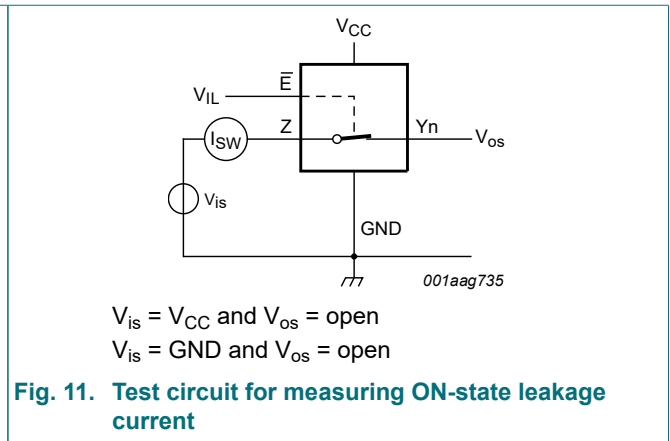 VCC
E̅
VIL
Z
Yn
ISW
Vos
Vis
GND
001aag735
Vis = VCC and Vos = open
Vis = GND and Vos = open
Fig. 11. Test circuit for measuring ON-state leakage
current